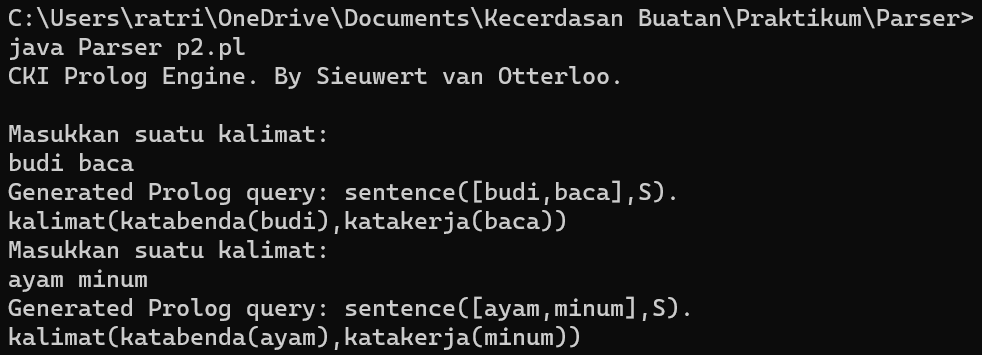 C:\Users\ratri\OneDrive\Documents\Kecerdasan Buatan\Praktikum\Parser>
java Parser p2.pl
CKI Prolog Engine. By Sieuwert van Otterloo.
Masukkan suatu kalimat:
budi baca
Generated Prolog query: sentence([budi,baca],S).
kalimat(katabenda(budi),katakerja(baca))
Masukkan suatu kalimat:
ayam minum
Generated Prolog query: sentence([ayam,minum],S).
kalimat(katabenda(ayam),katakerja(minum))